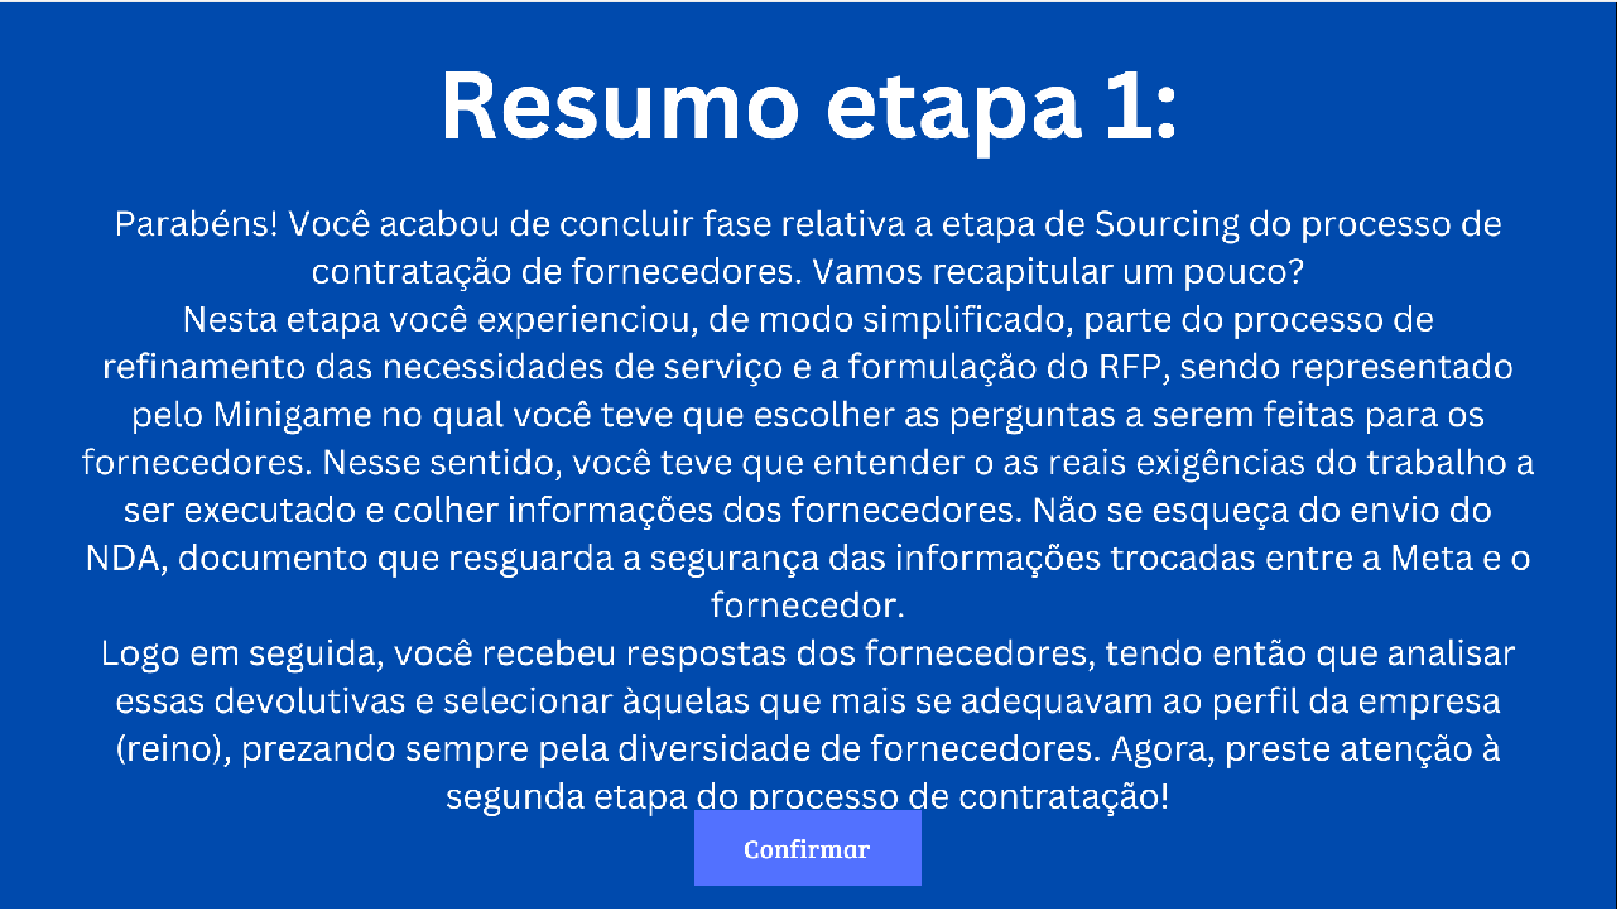 Resumo etapa 1:
Parabéns! Você acabou de concluir fase relativa a etapa de Sourcing do processo de
contratação de fornecedores. Vamos recapitular um pouco?
Nesta etapa você experienciou, de modo simplificado, parte do processo de
refinamento das necessidades de serviço e a formulação do RFP, sendo representado
pelo Minigame no qual você teve que escolher as perguntas a serem feitas para os
fornecedores. Nesse sentido, você teve que entender o as reais exigências do trabalho a
ser executado e colher informações dos fornecedores. Não se esqueça do envio do
NDA, documento que resguarda a segurança das informações trocadas entre a Meta e o
fornecedor.
Logo em seguida, você recebeu respostas dos fornecedores, tendo então que analisar
essas devolutivas e selecionar àquelas que mais se adequavam ao perfil da empresa
(reino), prezando sempre pela diversidade de fornecedores. Agora, preste atenção à
segunda etapa do processo de contratação!
Confirmar